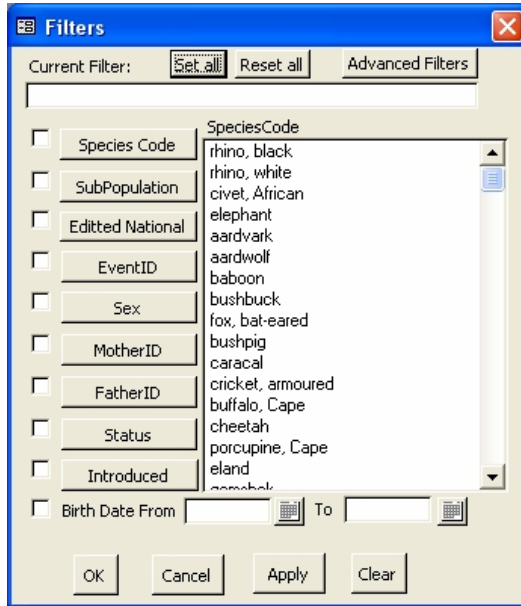 Filters
Current Filter: Set all Reset all Advanced Filters
SpeciesCode
Species Code
SubPopulation
Editted National
EventID
Sex
MotherID
FatherID
Status
Introduced
rhino, black
rhino, white
civet, African
elephant
aardvark
aardwolf
baboon
bushbuck
fox, bat-eared
bushpig
caracal
cricket, armoured
buffalo, Cape
cheetah
porcupine, Cape
eland
Birth Date From To
OK Cancel Apply Clear